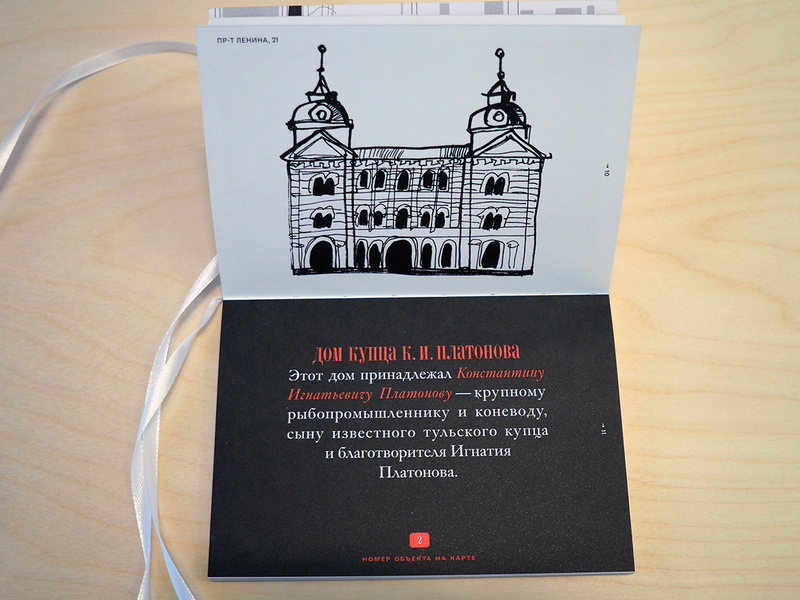 ПР-Т ЛЕНИНА, 21
10
ДОМ КУПЦА К. И. ПЛАТОНОВА
Этот дом принадлежал Константину
Игнатьевичу Платонову — крупному
рыбопромышленнику и коневоду,
сыну известного тульского купца
и благотворителя Игнатия
Платонова.
11
2
НОМЕР ОБЪЕКТА НА КАРТЕ